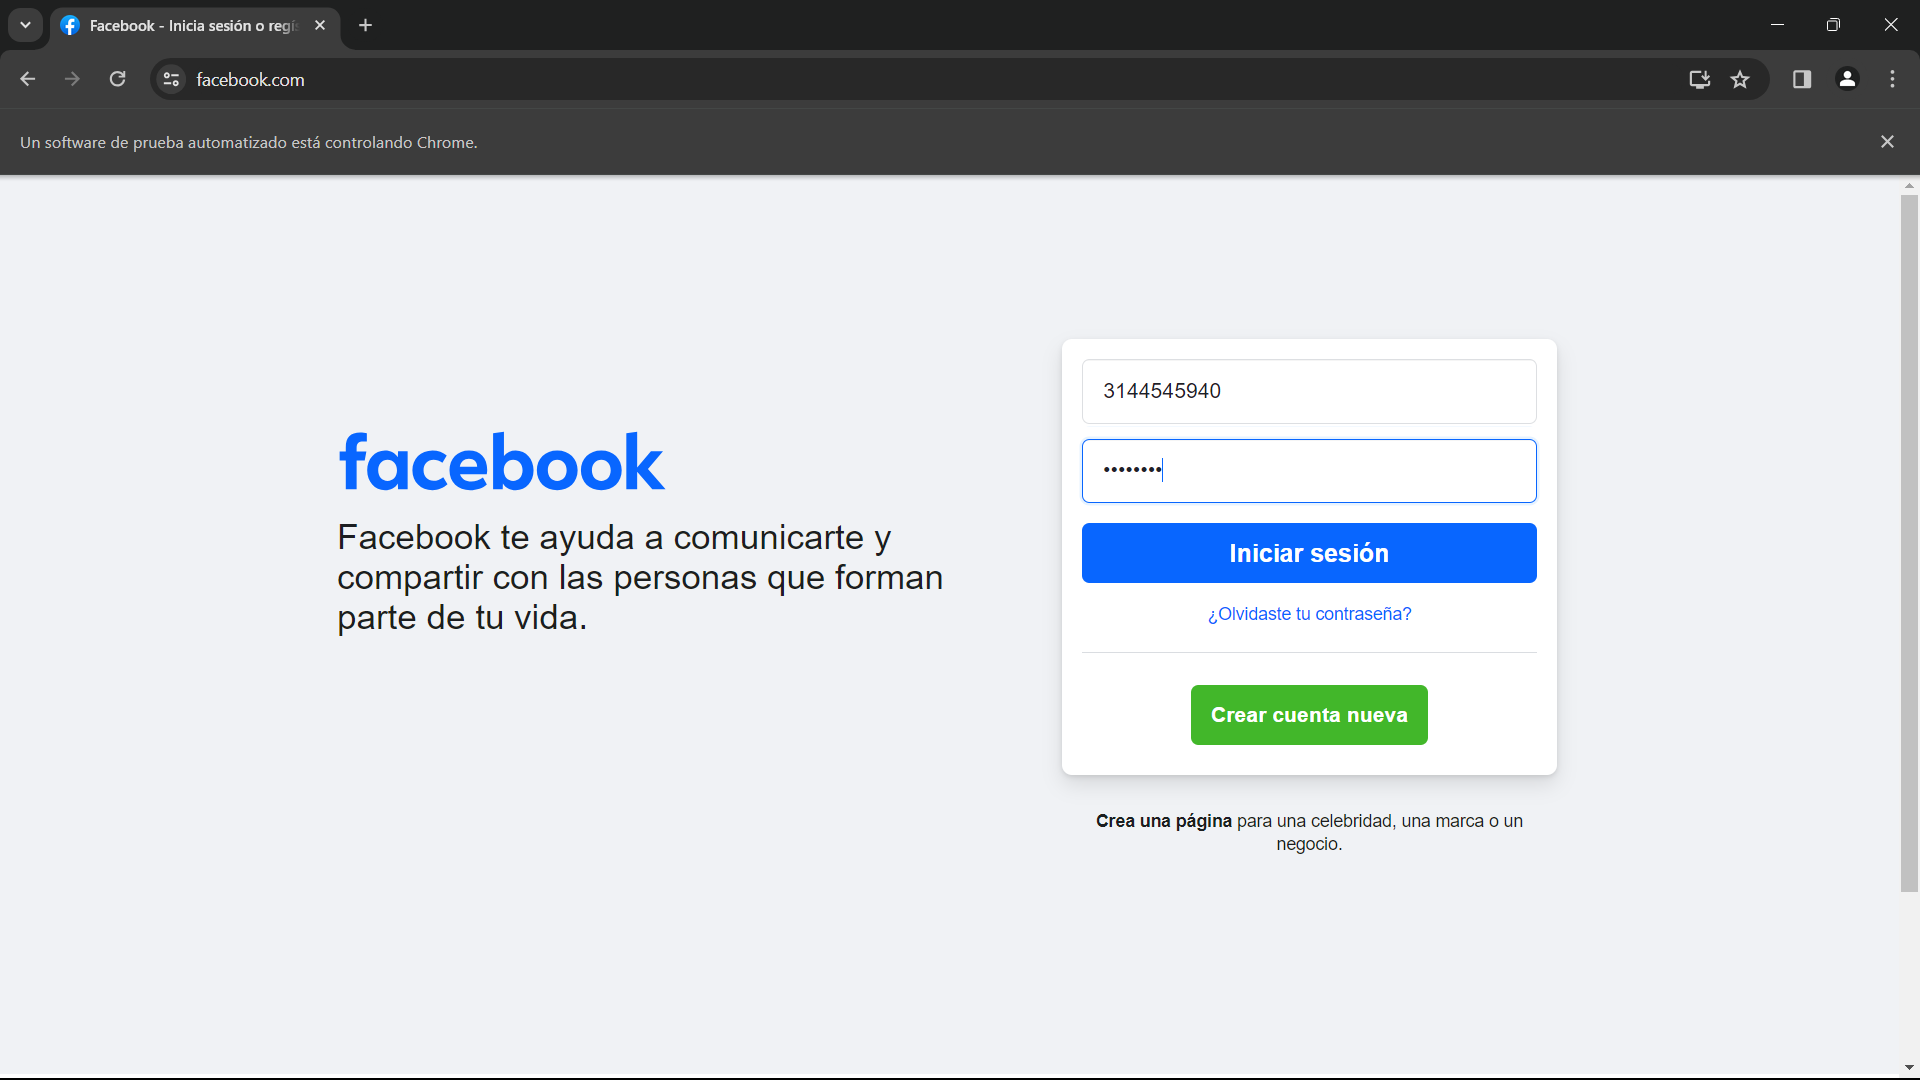 Facebook - Inicia sesión o regís
facebook.com
Un software de prueba automatizado está controlando Chrome.
facebook
Facebook te ayuda a comunicarte y
compartir con las personas que forman
parte de tu vida.
3144545940
••••••••
Iniciar sesión
¿Olvidaste tu contraseña?
Crear cuenta nueva
Crea una página para una celebridad, una marca o un
negocio.